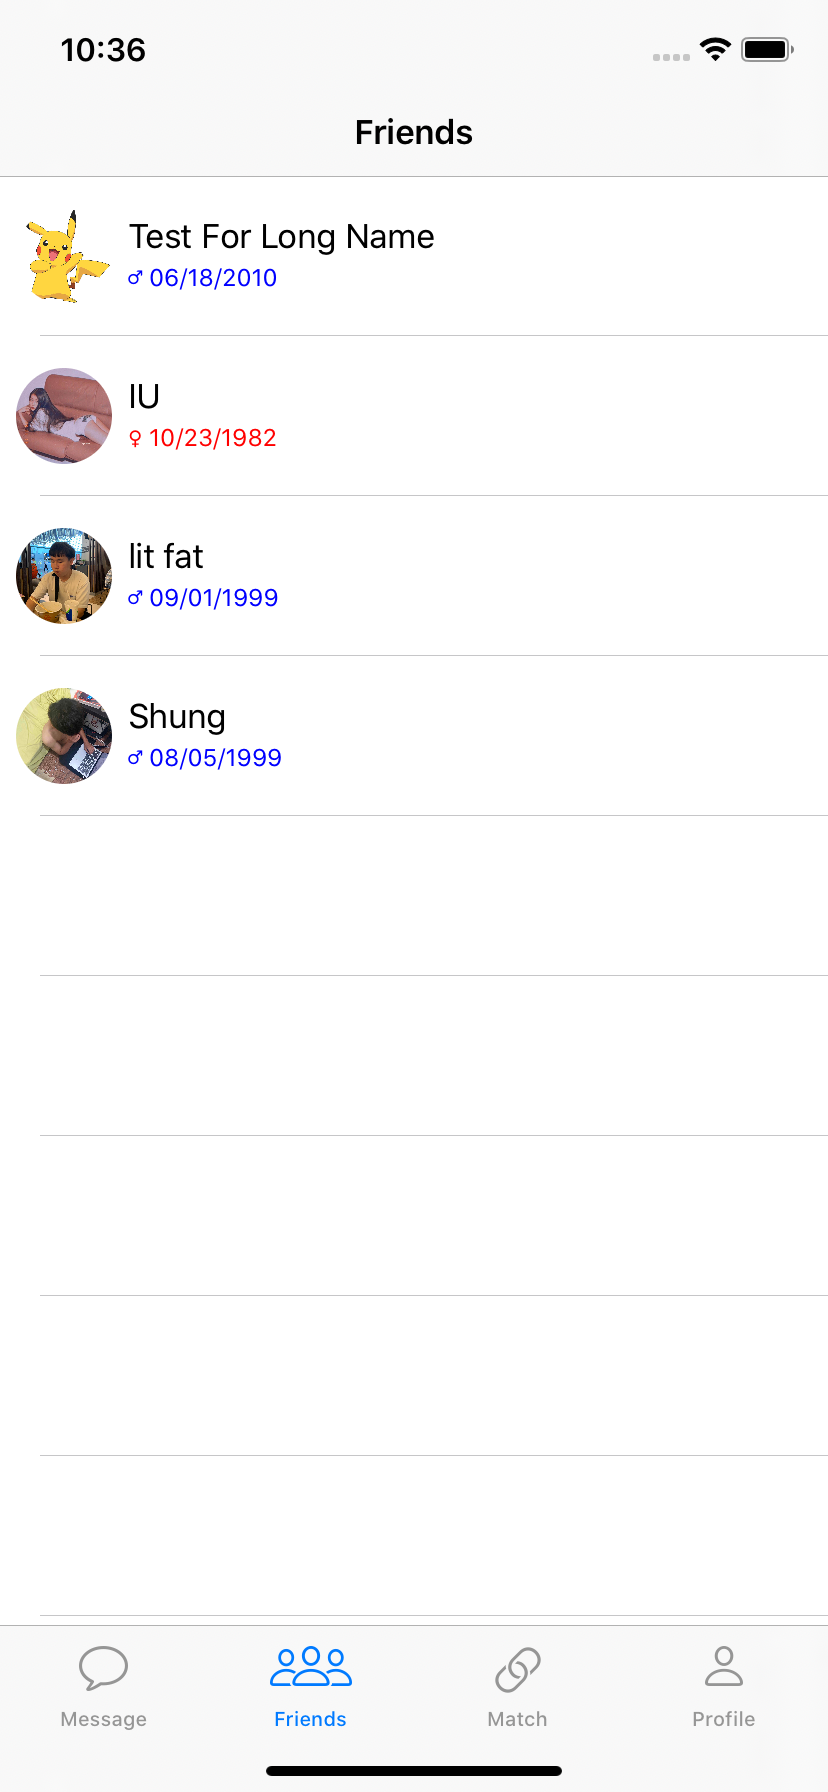 10:36
Friends
Test For Long Name
♂ 06/18/2010
IU
♀ 10/23/1982
lit fat
♂ 09/01/1999
Shung
♂ 08/05/1999
Message
Friends
Match
Profile